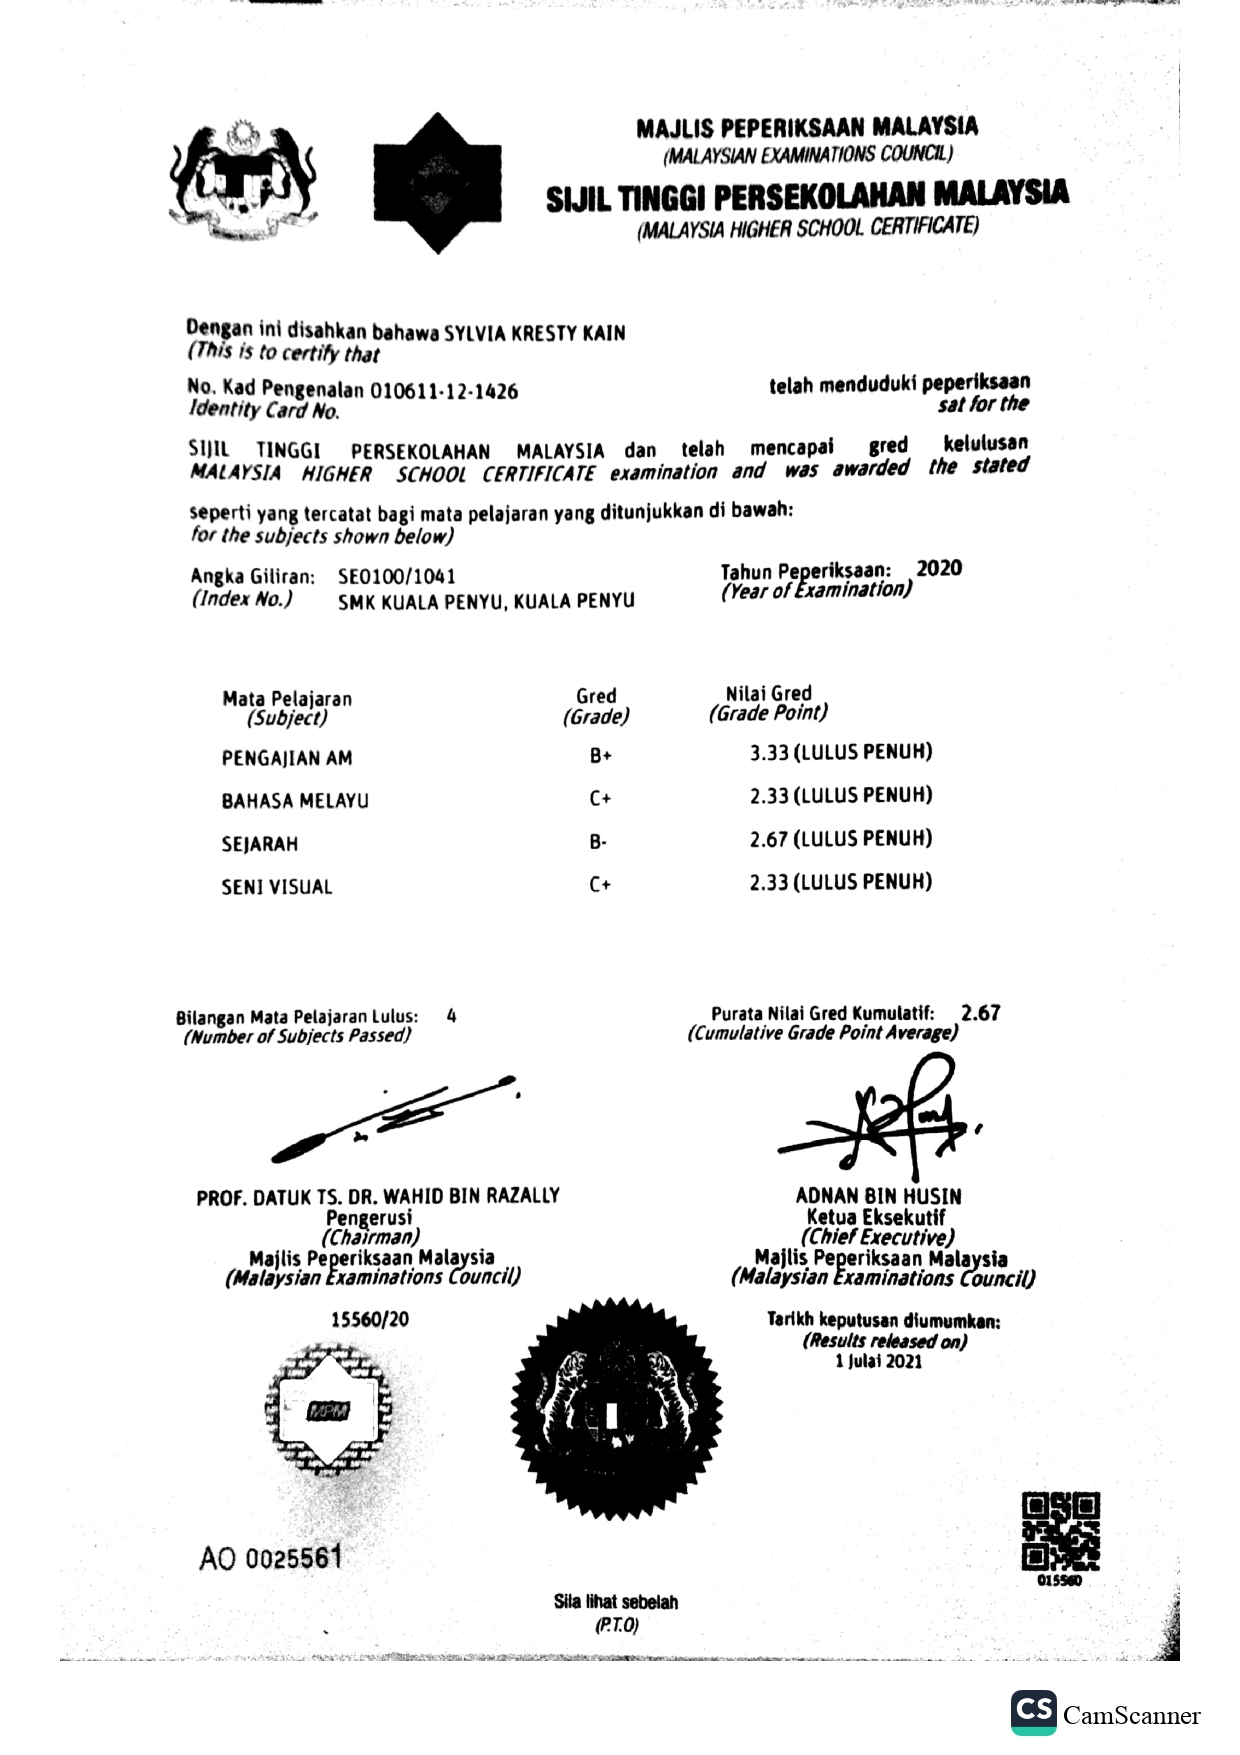 MAJLIS PEPERIKSAAN MALAYSIA
(MALAYSIAN EXAMINATIONS COUNCIL)
SIJIL TINGGI PERSEKOLAHAN MALAYSIA
(MALAYSIA HIGHER SCHOOL CERTIFICATE)
Dengan ini disahkan bahawa SYLVIA KRESTY KAIN
(This is to certify that
No. Kad Pengenalan 010611-12-1426 telah menduduki peperiksaan
Identity Card No. sat for the
SIJIL TINGGI PERSEKOLAHAN MALAYSIA dan telah mencapai gred kelulusan
MALAYSIA HIGHER SCHOOL CERTIFICATE examination and was awarded the stated
seperti yang tercatat bagi mata pelajaran yang ditunjukkan di bawah:
for the subjects shown below)
Angka Giliran: SE0100/1041 Tahun Peperiksaan: 2020
(Index No.) SMK KUALA PENYU, KUALA PENYU (Year of Examination)
Mata Pelajaran Gred Nilai Gred
(Subject) (Grade) (Grade Point)
PENGAJIAN AM B+ 3.33 (LULUS PENUH)
BAHASA MELAYU C+ 2.33 (LULUS PENUH)
SEJARAH B- 2.67 (LULUS PENUH)
SENI VISUAL C+ 2.33 (LULUS PENUH)
Bilangan Mata Pelajaran Lulus: 4 Purata Nilai Gred Kumulatif: 2.67
(Number of Subjects Passed) (Cumulative Grade Point Average)
PROF. DATUK TS. DR. WAHID BIN RAZALLY ADNAN BIN HUSIN
Pengerusi Ketua Eksekutif
(Chairman) (Chief Executive)
Majlis Peperiksaan Malaysia Majlis Peperiksaan Malaysia
(Malaysian Examinations Council) (Malaysian Examinations Council)
15560/20 Tarikh keputusan diumumkan:
(Results released on)
1 Julai 2021
MPM
AO 0025561
015560
Sila lihat sebelah
(P.T.O)
CS CamScanner